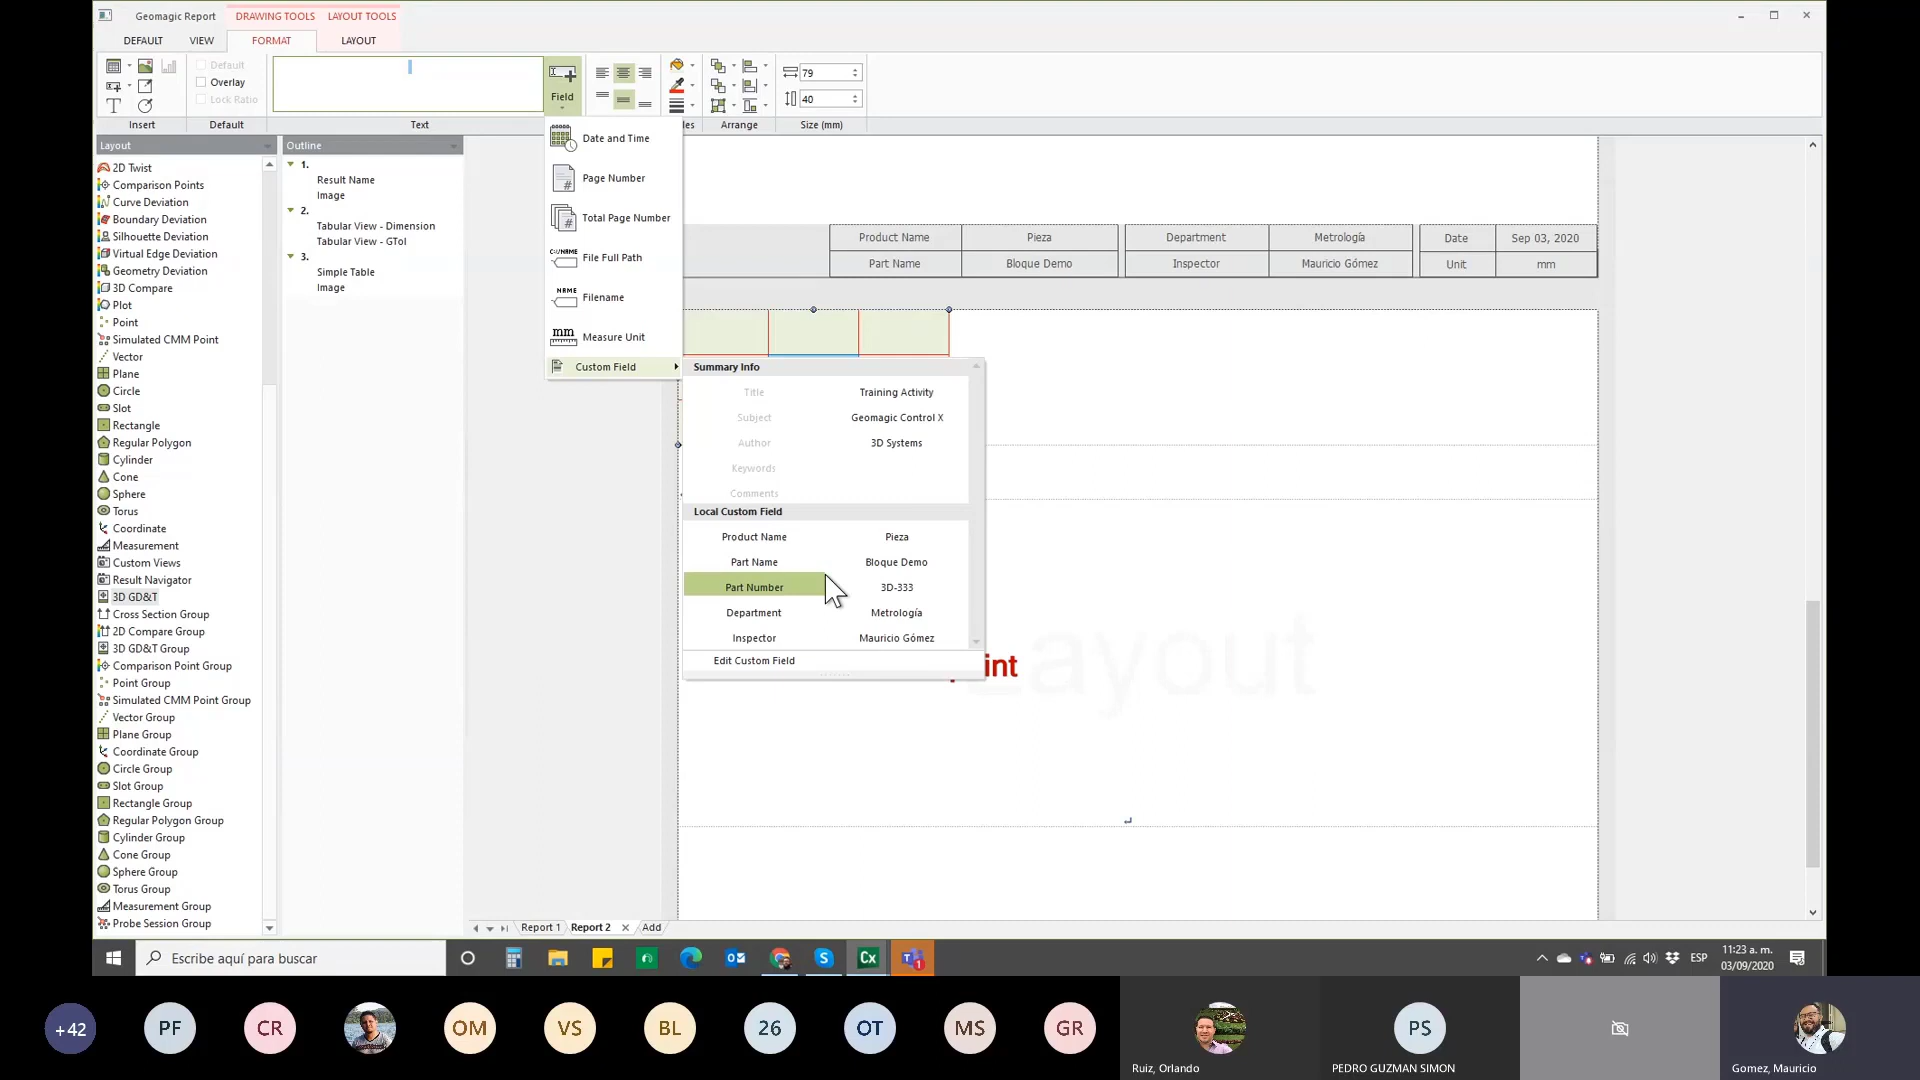 Geomagic Report
DRAWING TOOLS
LAYOUT TOOLS
DEFAULT
VIEW
FORMAT
LAYOUT
Default
Overlay
Lock Ratio
Field
79
40
Insert
Default
Text
les
Arrange
Size (mm)
Layout
2D Twist
Comparison Points
Curve Deviation
Boundary Deviation
Silhouette Deviation
Virtual Edge Deviation
Geometry Deviation
3D Compare
Plot
Point
Simulated CMM Point
Vector
Plane
Circle
Slot
Rectangle
Regular Polygon
Cylinder
Cone
Sphere
Torus
Coordinate
Measurement
Custom Views
Result Navigator
3D GD&T
Cross Section Group
2D Compare Group
3D GD&T Group
Comparison Point Group
Point Group
Simulated CMM Point Group
Vector Group
Plane Group
Coordinate Group
Circle Group
Slot Group
Rectangle Group
Regular Polygon Group
Cylinder Group
Cone Group
Sphere Group
Torus Group
Measurement Group
Probe Session Group
Outline
1.
Result Name
Image
2.
Tabular View - Dimension
Tabular View - GTol
3.
Simple Table
Image
Date and Time
Page Number
Total Page Number
C:\/NAME
File Full Path
NAME
Filename
mm
Measure Unit
Custom Field
Product Name
Pieza
Department
Metrología
Date
Sep 03, 2020
Part Name
Bloque Demo
Inspector
Mauricio Gómez
Unit
mm
Summary Info
Title
Training Activity
Subject
Geomagic Control X
Author
3D Systems
Keywords
Comments
Local Custom Field
Product Name
Pieza
Part Name
Bloque Demo
Part Number
3D-333
Department
Metrología
Inspector
Mauricio Gómez
Edit Custom Field
int
Layout
Report 1
Report 2
Add
Escribe aquí para buscar
Cx
1
ESP
11:23 a. m.
03/09/2020
+42
PF
CR
OM
VS
BL
26
OT
MS
GR
Ruiz, Orlando
PS
PEDRO GUZMAN SIMON
Gomez, Mauricio